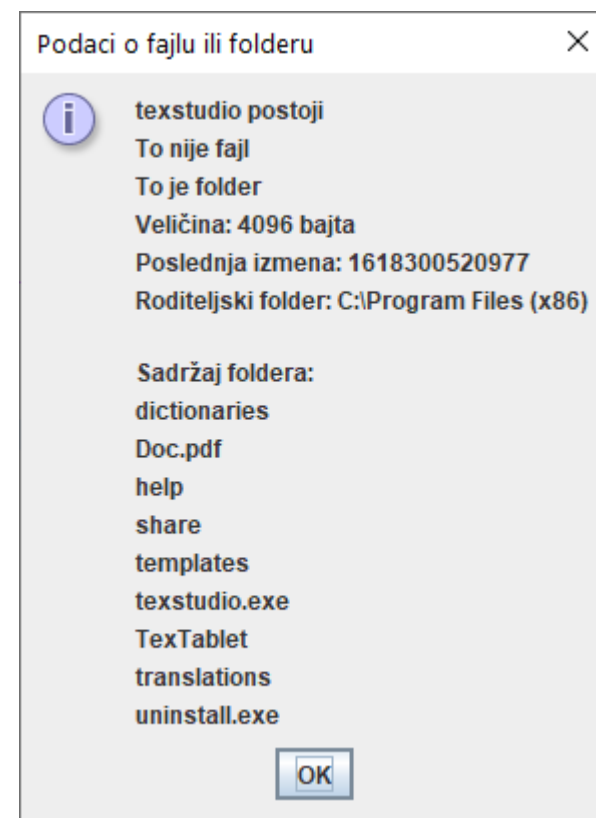 Podaci o fajlu ili folderu
i
texstudio postoji
To nije fajl
To je folder
Veličina: 4096 bajta
Poslednja izmena: 1618300520977
Roditeljski folder: C:\Program Files (x86)
Sadržaj foldera:
dictionaries
Doc.pdf
help
share
templates
texstudio.exe
TexTablet
translations
uninstall.exe
OK